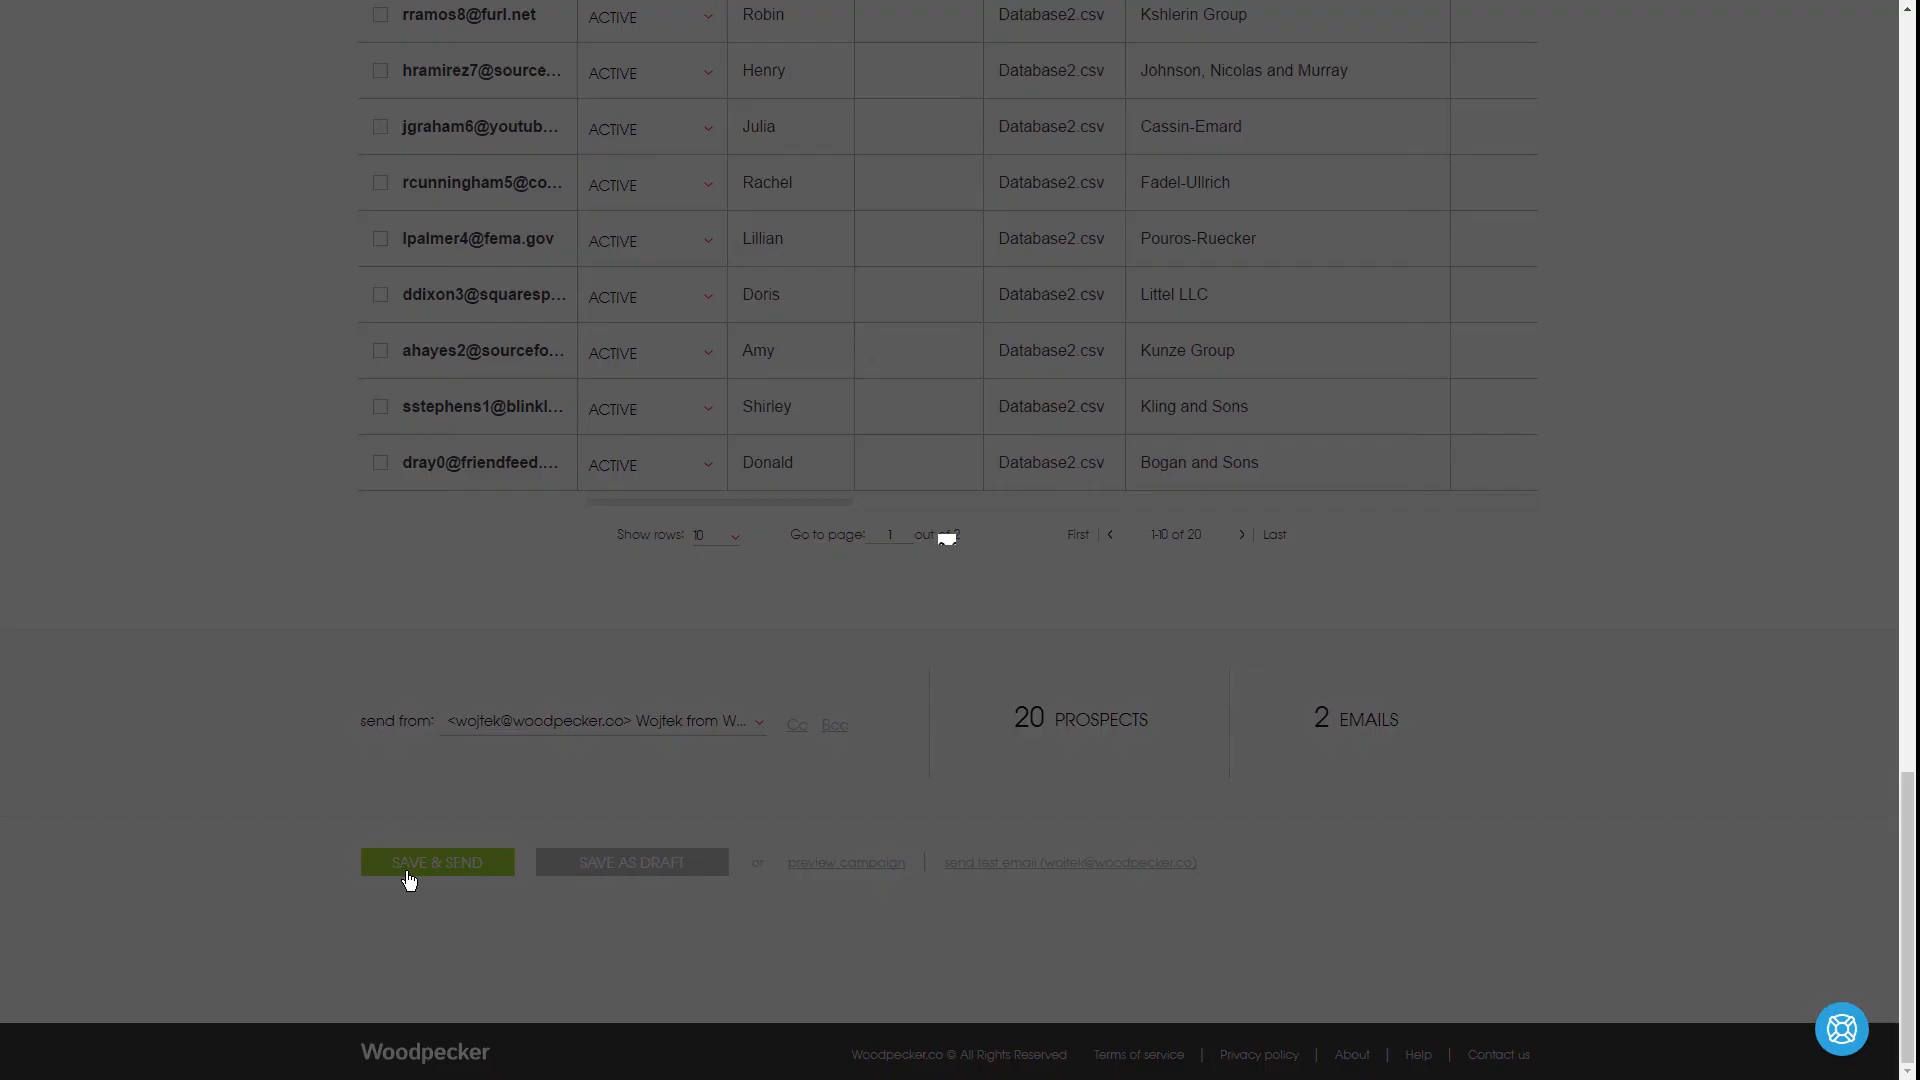 rramos8@furl.net ACTIVE Robin Database2.csv Kshlerin Group
hramirez7@source... ACTIVE Henry Database2.csv Johnson, Nicolas and Murray
jgraham6@youtub... ACTIVE Julia Database2.csv Cassin-Emard
rcunningham5@co... ACTIVE Rachel Database2.csv Fadel-Ullrich
lpalmer4@fema.gov ACTIVE Lillian Database2.csv Pouros-Ruecker
ddixon3@squaresp... ACTIVE Doris Database2.csv Littel LLC
ahayes2@sourcefo... ACTIVE Amy Database2.csv Kunze Group
sstephens1@blinkl... ACTIVE Shirley Database2.csv Kling and Sons
dray0@friendfeed.... ACTIVE Donald Database2.csv Bogan and Sons
Show rows: 10 Go to page: 1 out of 2 First | < 1-10 of 20 > | Last
send from: <wojtek@woodpecker.co> Wojtek from W... Cc Bcc 20 PROSPECTS 2 EMAILS
SAVE & SEND SAVE AS DRAFT or preview campaign | send test email (wojtek@woodpecker.co)
Woodpecker Woodpecker.co © All Rights Reserved Terms of service | Privacy policy | About | Help | Contact us